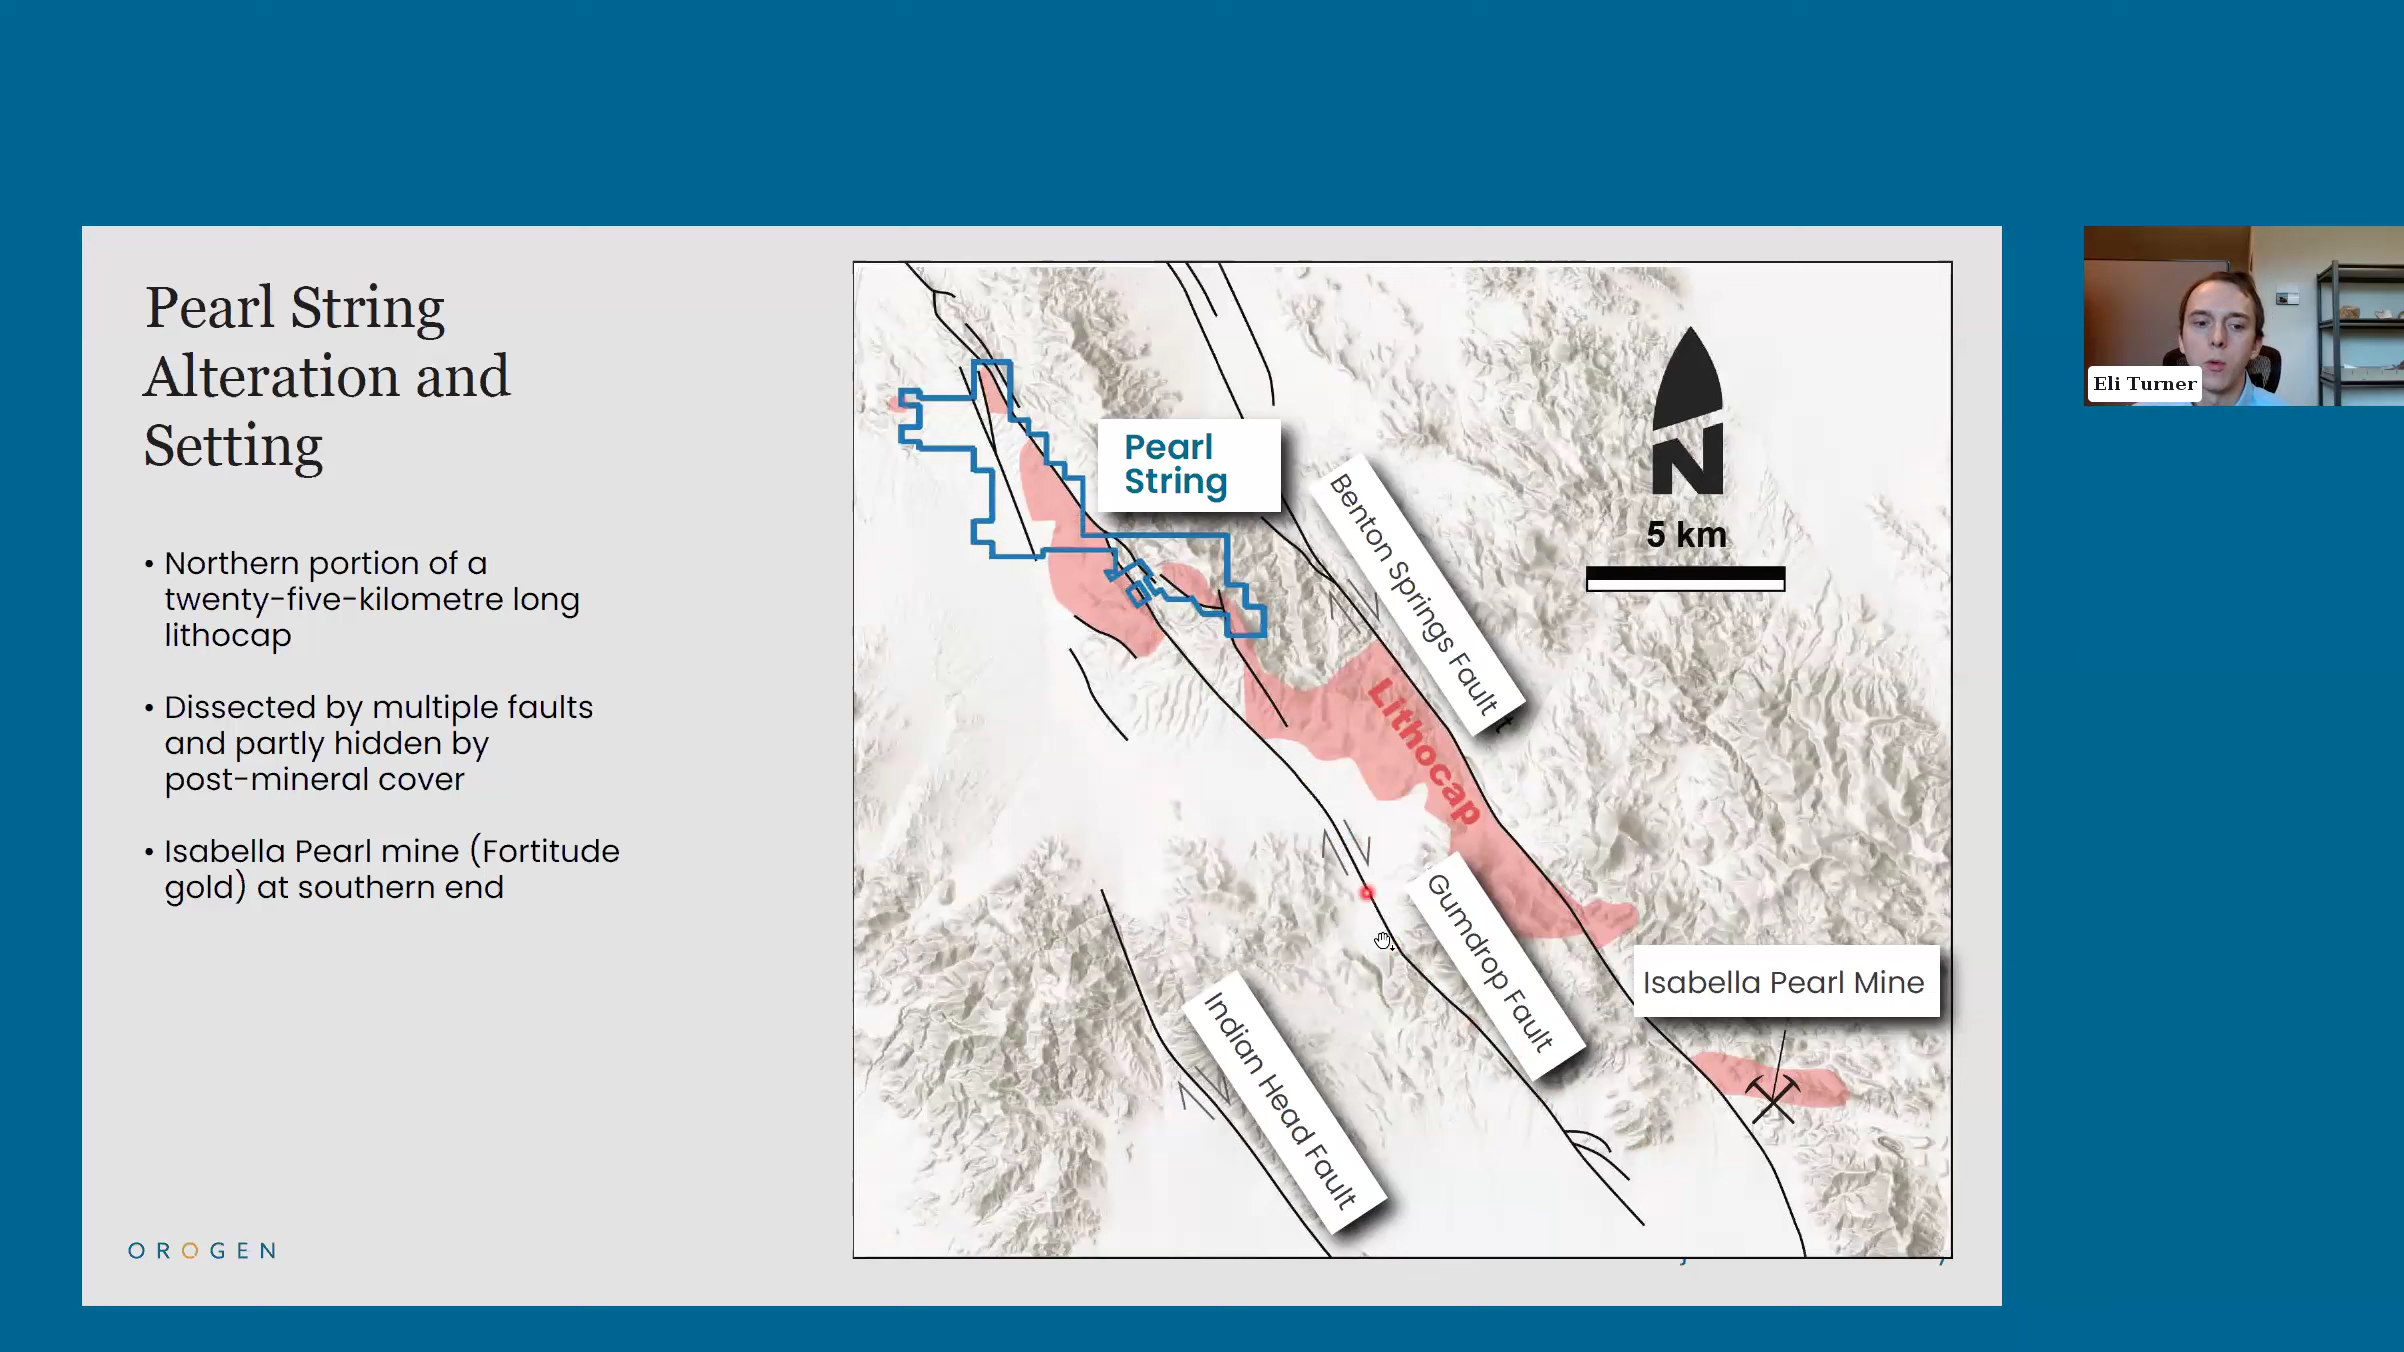 Pearl String
Alteration and
Setting
• Northern portion of a
twenty-five-kilometre long
lithocap
• Dissected by multiple faults
and partly hidden by
post-mineral cover
• Isabella Pearl mine (Fortitude
gold) at southern end
OROGEN
Pearl
String
Benton Springs Fault
N
5 km
Lithocap
Gumdrop Fault
Isabella Pearl Mine
Indian Head Fault
Eli Turner